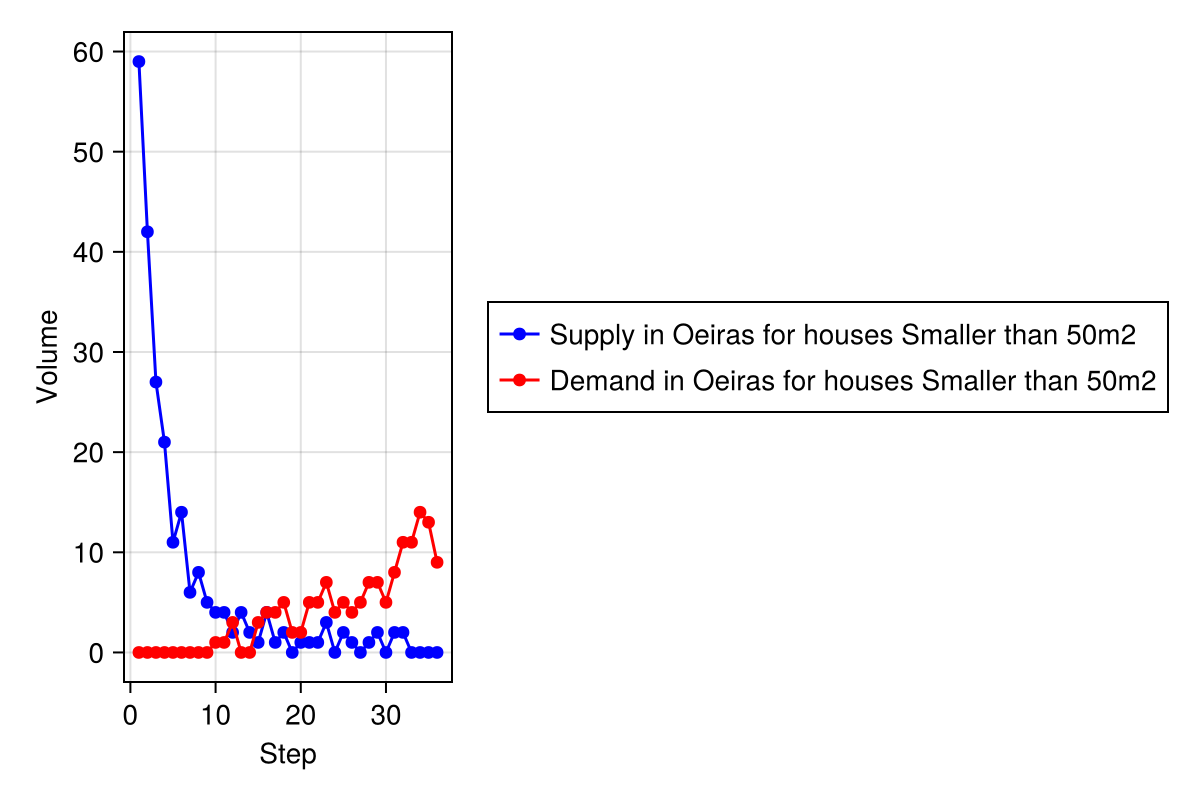 60
50
40
30
20
10
0
Volume
0 10 20 30
Step
Supply in Oeiras for houses Smaller than 50m2
Demand in Oeiras for houses Smaller than 50m2